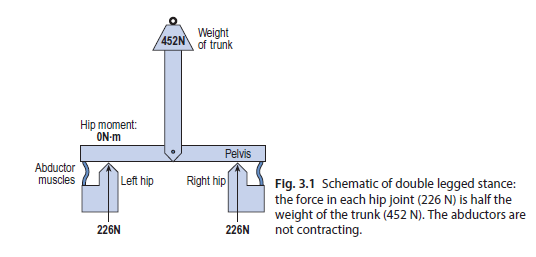 Weight
of trunk
452N
Hip moment:
0N·m
Pelvis
Abductor
muscles
Left hip
Right hip
226N
226N
Fig. 3.1 Schematic of double legged stance:
the force in each hip joint (226 N) is half the
weight of the trunk (452 N). The abductors are
not contracting.